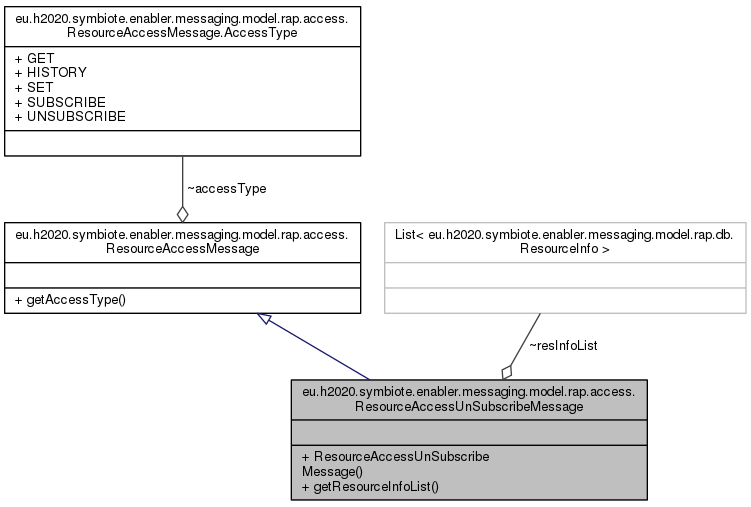 eu.h2020.symbiote.enabler.messaging.model.rap.access.
ResourceAccessMessage.AccessType
+ GET
+ HISTORY
+ SET
+ SUBSCRIBE
+ UNSUBSCRIBE
~accessType
eu.h2020.symbiote.enabler.messaging.model.rap.access.
ResourceAccessMessage
+ getAccessType()
List< eu.h2020.symbiote.enabler.messaging.model.rap.db.
ResourceInfo >
~resInfoList
eu.h2020.symbiote.enabler.messaging.model.rap.access.
ResourceAccessUnSubscribeMessage
+ ResourceAccessUnSubscribe
Message()
+ getResourceInfoList()